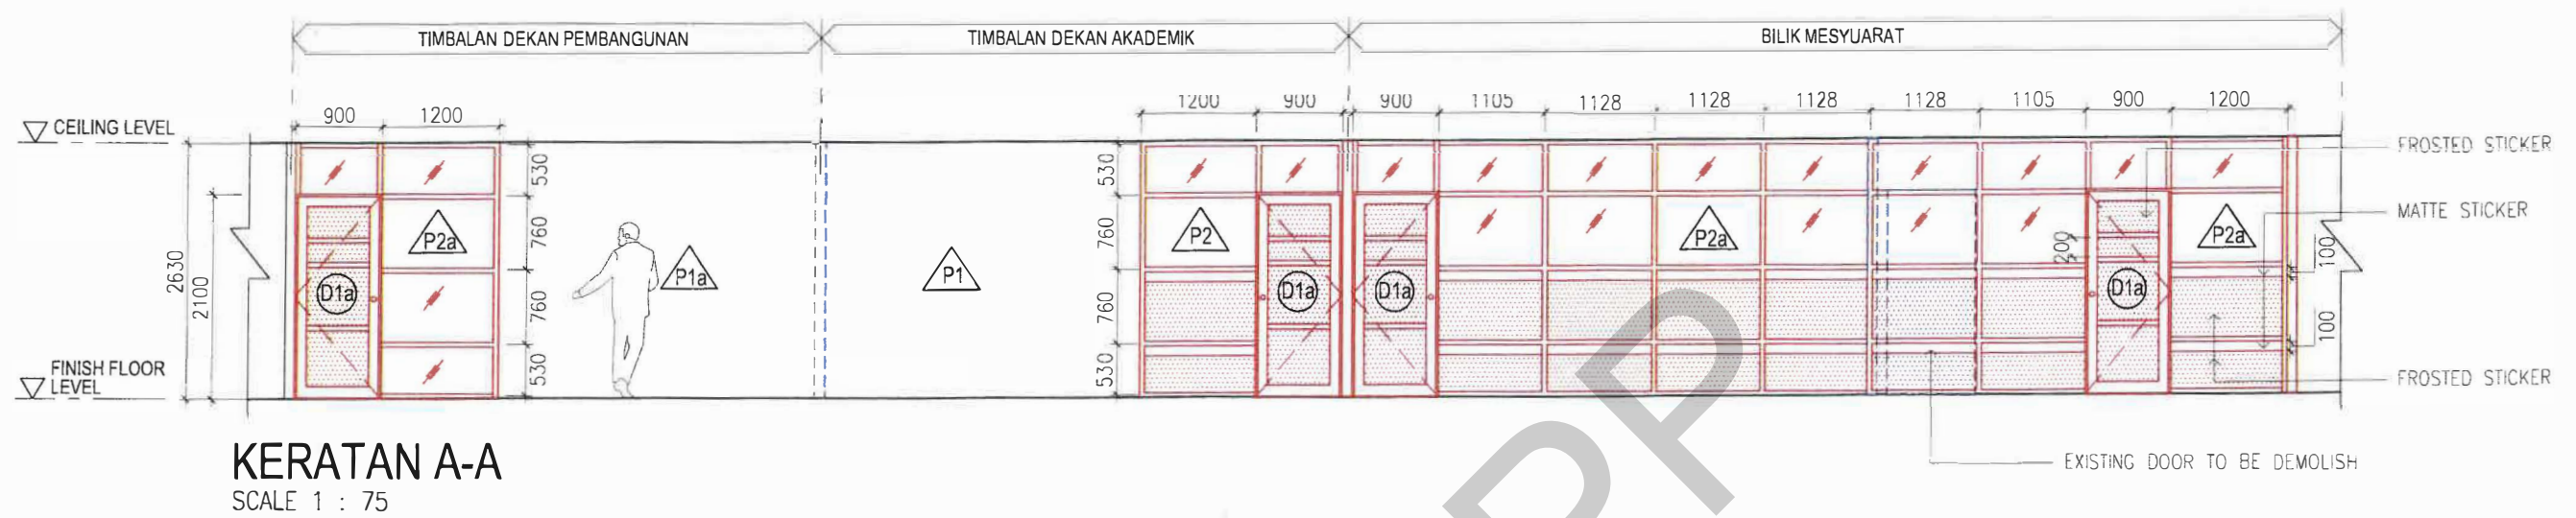 TIMBALAN DEKAN PEMBANGUNAN
TIMBALAN DEKAN AKADEMIK
BILIK MESYUARAT
900 1200
1200 900 900 1105 1128 1128 1128 1128 1105 900 1200
CEILING LEVEL
FINISH FLOOR
LEVEL
2630
2100
530
760
760
530
530
760
760
530
D1a
P2a
P1a
P1
P2
D1a
D1a
P2a
D1a
P2a
200
100
100
FROSTED STICKER
MATTE STICKER
FROSTED STICKER
EXISTING DOOR TO BE DEMOLISH
KERATAN A-A
SCALE 1 : 75
PP